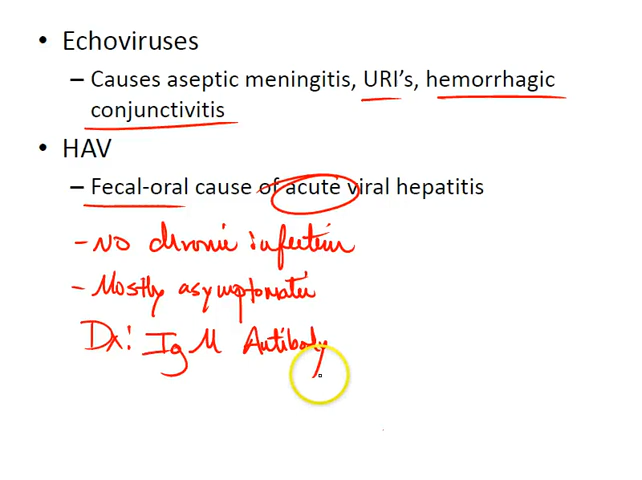 • Echoviruses
– Causes aseptic meningitis, URI's, hemorrhagic
conjunctivitis
• HAV
– Fecal-oral cause of acute viral hepatitis
- No chronic infection
- Mostly asymptomatic
Dx: IgM Antibody